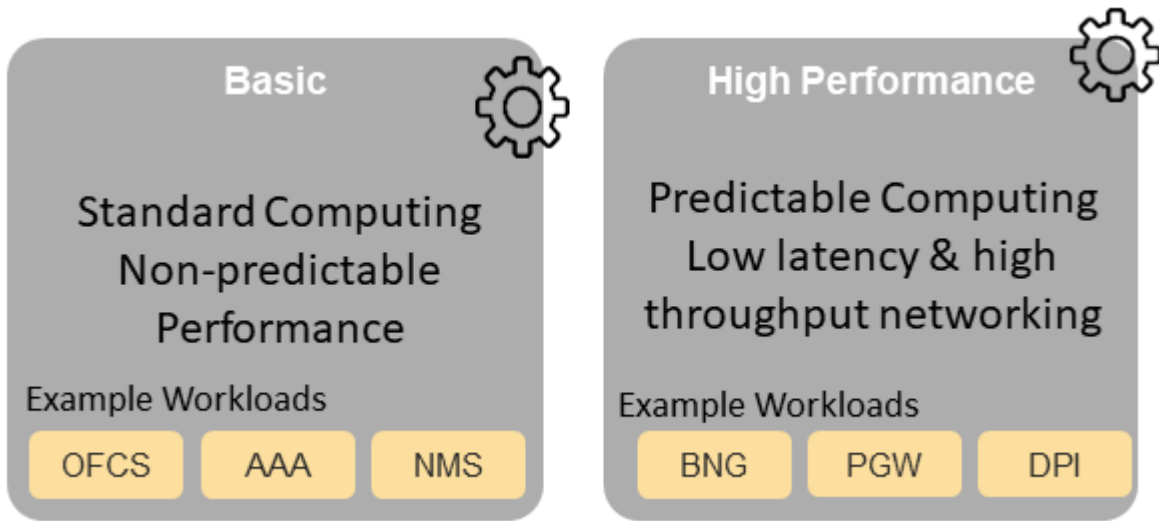 Basic
Standard Computing
Non-predictable
Performance
Example Workloads
OFCS
AAA
NMS
High Performance
Predictable Computing
Low latency & high
throughput networking
Example Workloads
BNG
PGW
DPI